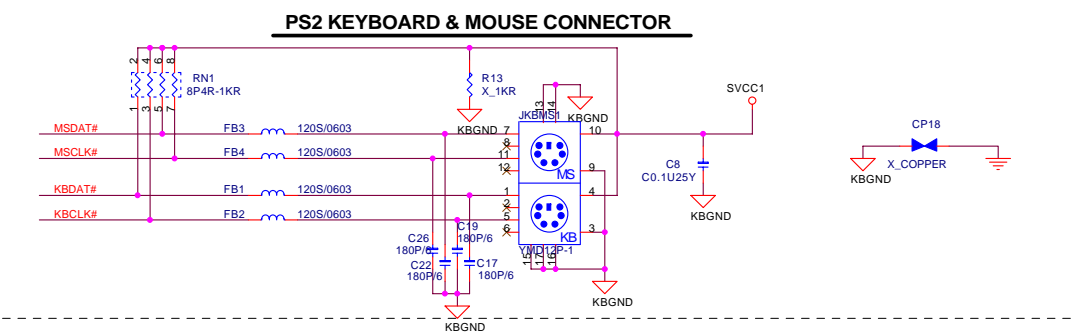 PS2 KEYBOARD & MOUSE CONNECTOR
2 4 6 8
RN1
8P4R-1KR
1 3 5 7
R13
X_1KR
KBGND
13 14
JKBMS1
KBGND
SVCC1
CP18
X_COPPER
KBGND
MSDAT#
FB3
120S/0603
7
10
8
MSCLK#
FB4
120S/0603
11
12
MS
9
C8
C0.1U25Y
KBGND
KBDAT#
FB1
120S/0603
1
4
2
KBCLK#
FB2
120S/0603
5
6
KB
3
C19
180P/6
C26
180P/6
C22
180P/6
C17
180P/6
YMD12P-1
15 17 16
KBGND
KBGND